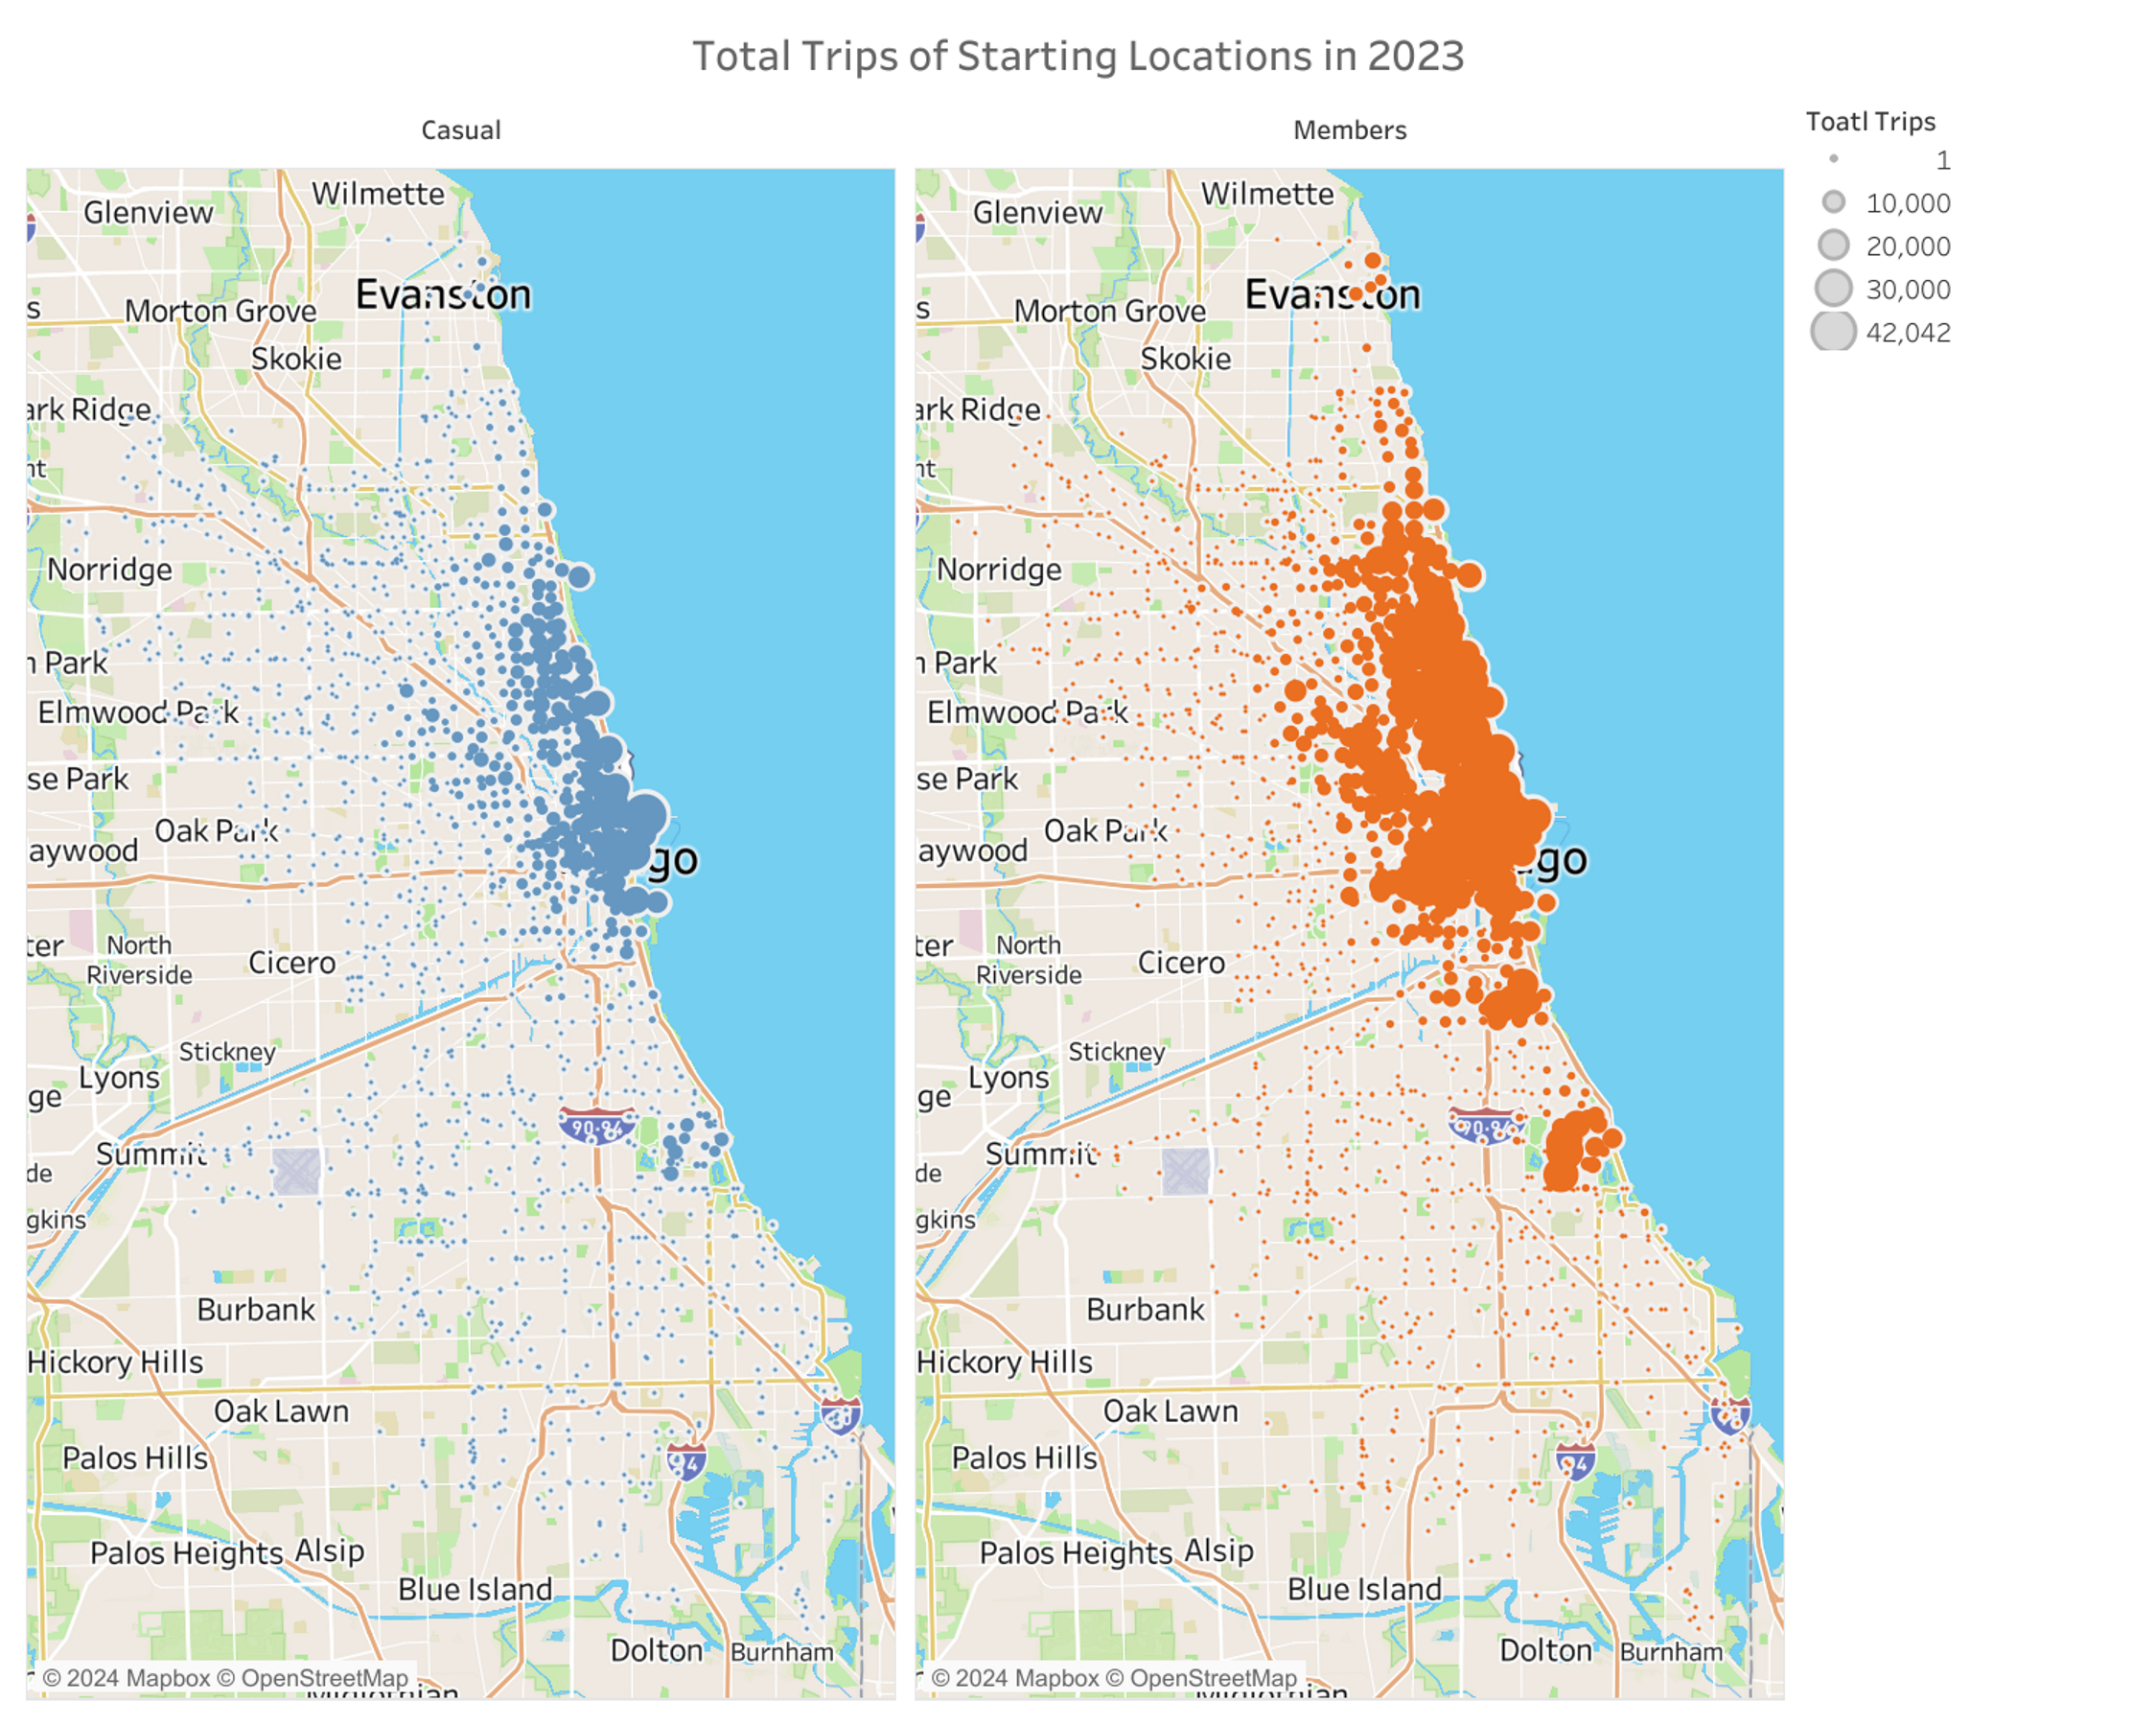 Total Trips of Starting Locations in 2023
Casual
Wilmette
Glenview
Evanston
s
Morton Grove
Skokie
ark Ridge
nt
Norridge
n Park
Elmwood Park
se Park
Oak Park
aywood
go
ter
North
Riverside
Cicero
Stickney
Lyons
ge
90-94
Summit
de
gkins
Burbank
Hickory Hills
Oak Lawn
Palos Hills
94
Palos Heights
Alsip
Blue Island
Dolton
Burnham
© 2024 Mapbox © OpenStreetMap
Members
Wilmette
Glenview
Evanston
s
Morton Grove
Skokie
ark Ridge
nt
Norridge
n Park
Elmwood Park
se Park
Oak Park
aywood
ago
ter
North
Riverside
Cicero
Stickney
Lyons
ge
90-94
Summit
de
gkins
Burbank
Hickory Hills
Oak Lawn
Palos Hills
94
Palos Heights
Alsip
Blue Island
Dolton
Burnham
© 2024 Mapbox © OpenStreetMap
Toatl Trips
1
10,000
20,000
30,000
42,042